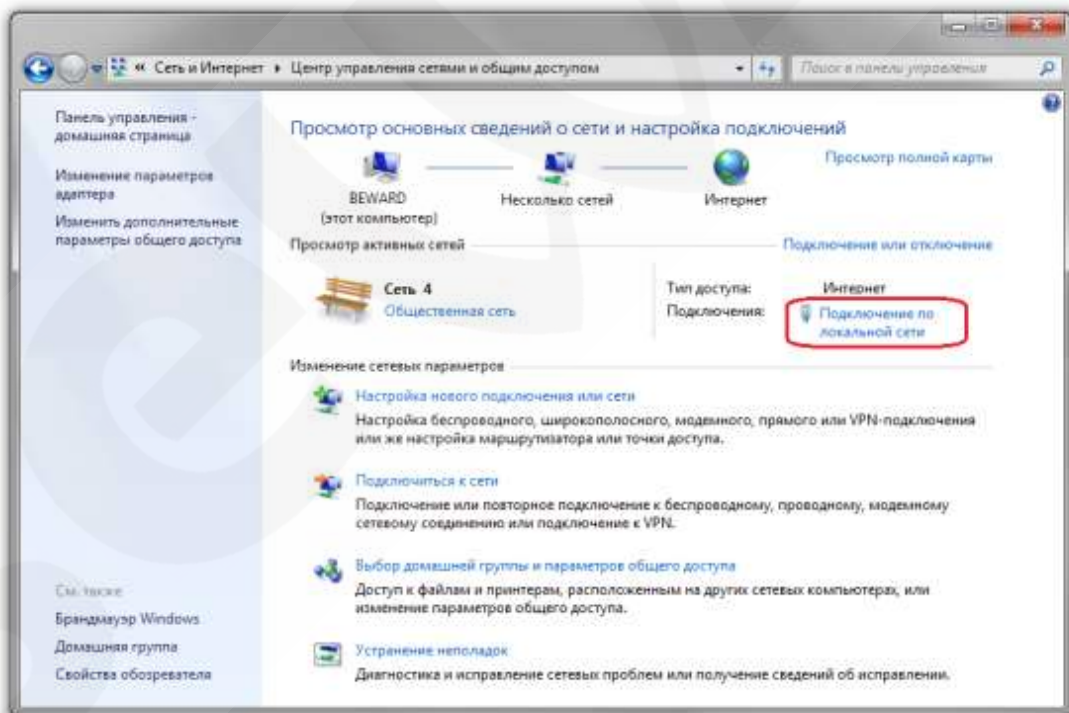 « Сеть и Интернет ▸ Центр управления сетями и общим доступом
Поиск в панели управления
Панель управления -
домашняя страница
Изменение параметров
адаптера
Изменить дополнительные
параметры общего доступа
См. также
Брандмауэр Windows
Домашняя группа
Свойства обозревателя
Просмотр основных сведений о сети и настройка подключений
Просмотр полной карты
BEWARD
(этот компьютер)
Несколько сетей
Интернет
Просмотр активных сетей
Подключение или отключение
Сеть 4
Общественная сеть
Тип доступа:
Интернет
Подключения:
Подключение по
локальной сети
Изменение сетевых параметров
Настройка нового подключения или сети
Настройка беспроводного, широкополосного, модемного, прямого или VPN-подключения
или же настройка маршрутизатора или точки доступа.
Подключиться к сети
Подключение или повторное подключение к беспроводному, проводному, модемному
сетевому соединению или подключение к VPN.
Выбор домашней группы и параметров общего доступа
Доступ к файлам и принтерам, расположенным на других сетевых компьютерах, или
изменение параметров общего доступа.
Устранение неполадок
Диагностика и исправление сетевых проблем или получение сведений об исправлении.